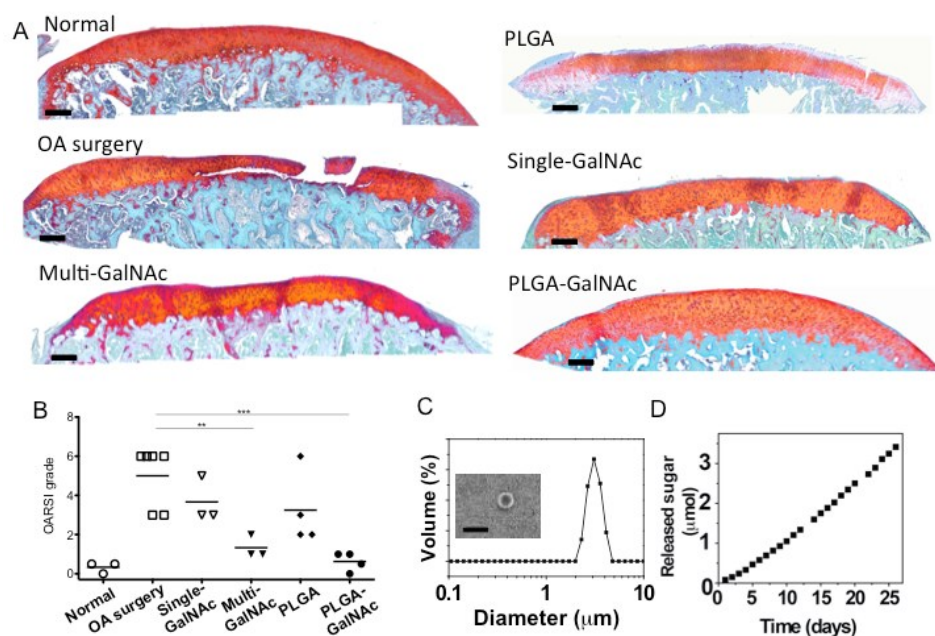 A
Normal
PLGA
OA surgery
Single-GalNAc
Multi-GalNAc
PLGA-GalNAc
B
***
**
8
6
4
2
0
OARSI grade
Normal
OA surgery
Single-
GalNAc
Multi-
GalNAc
PLGA
PLGA-
GalNAc
C
Volume (%)
0.1
1
10
Diameter (μm)
D
Released sugar
(μmol)
3
2
1
0
0
5
10
15
20
25
Time (days)